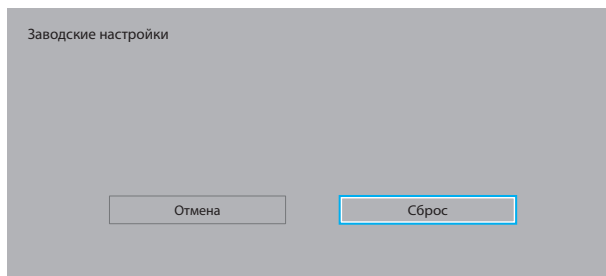 Заводские настройки
Отмена
Сброс